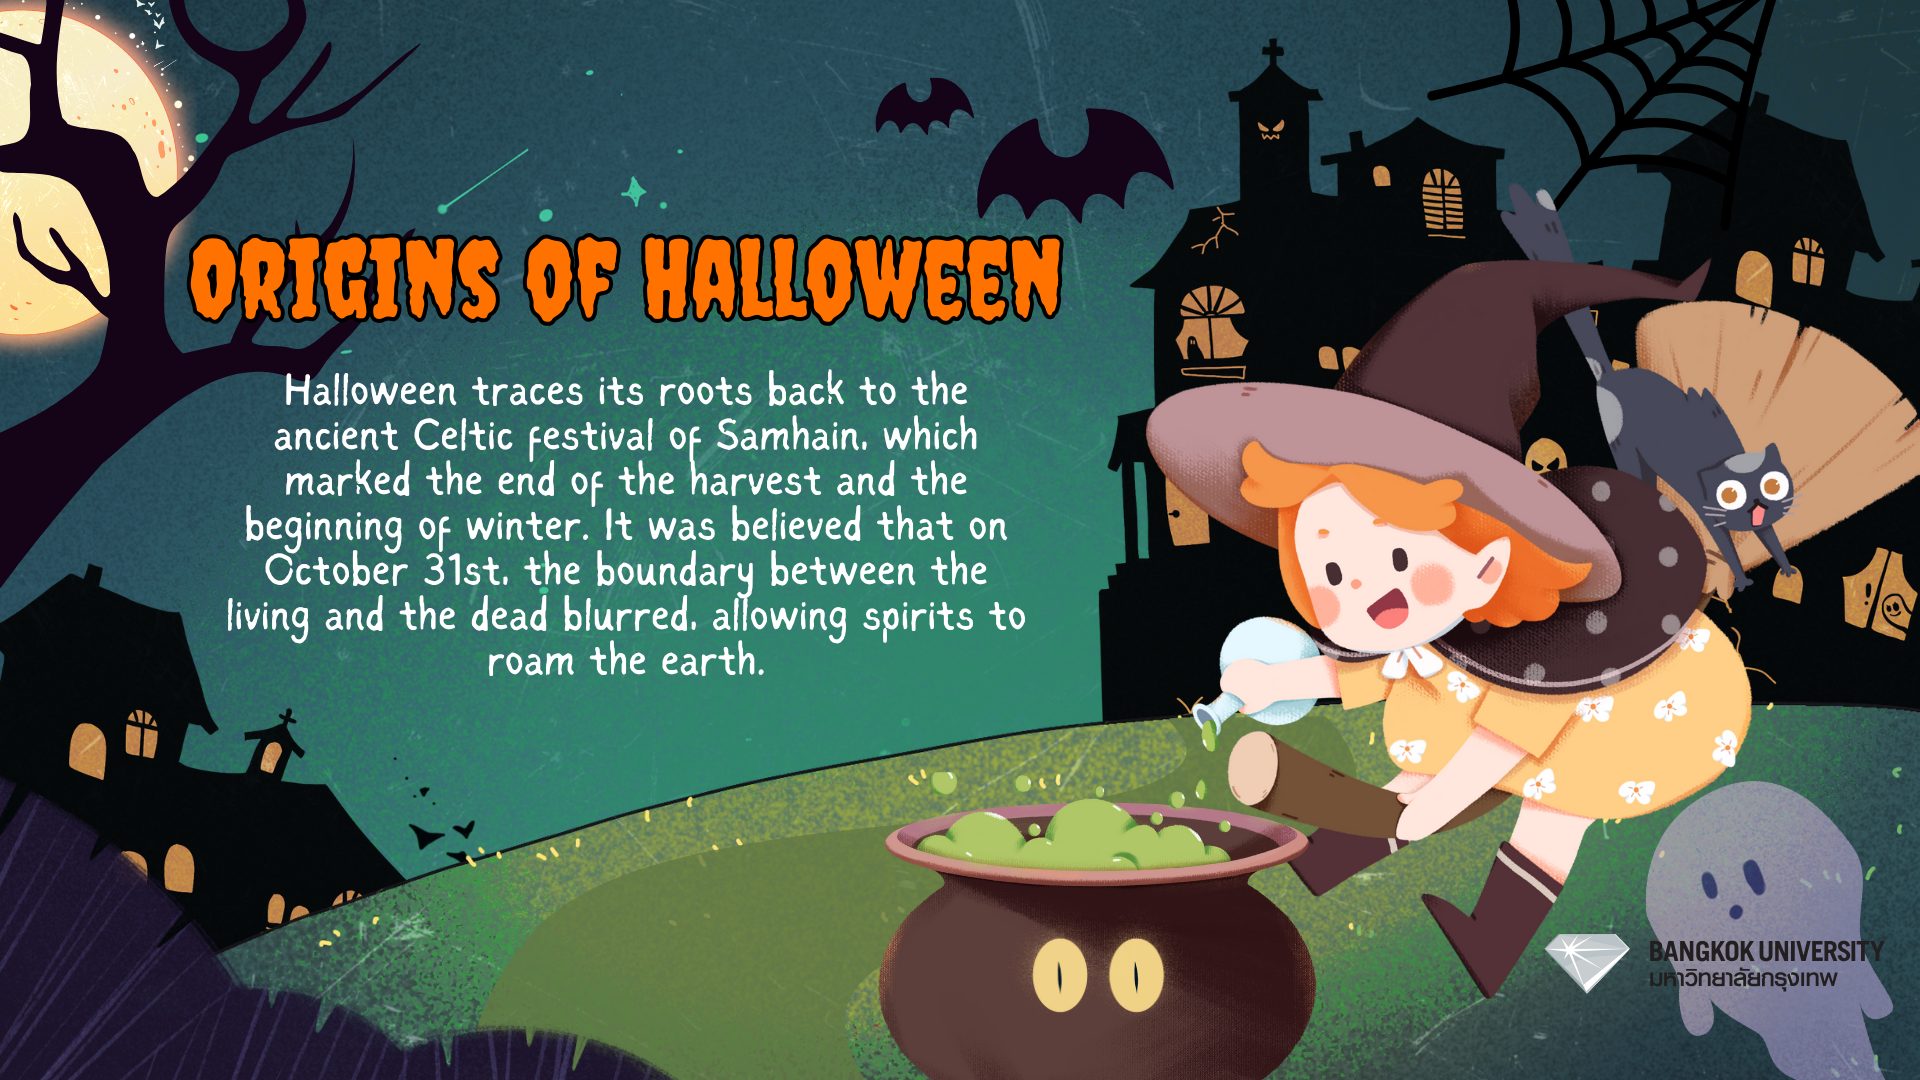 ORIGINS OF HALLOWEEN
Halloween traces its roots back to the
ancient Celtic festival of Samhain, which
marked the end of the harvest and the
beginning of winter. It was believed that on
October 31st, the boundary between the
living and the dead blurred, allowing spirits to
roam the earth.
BANGKOK UNIVERSITY
มหาวิทยาลัยกรุงเทพ